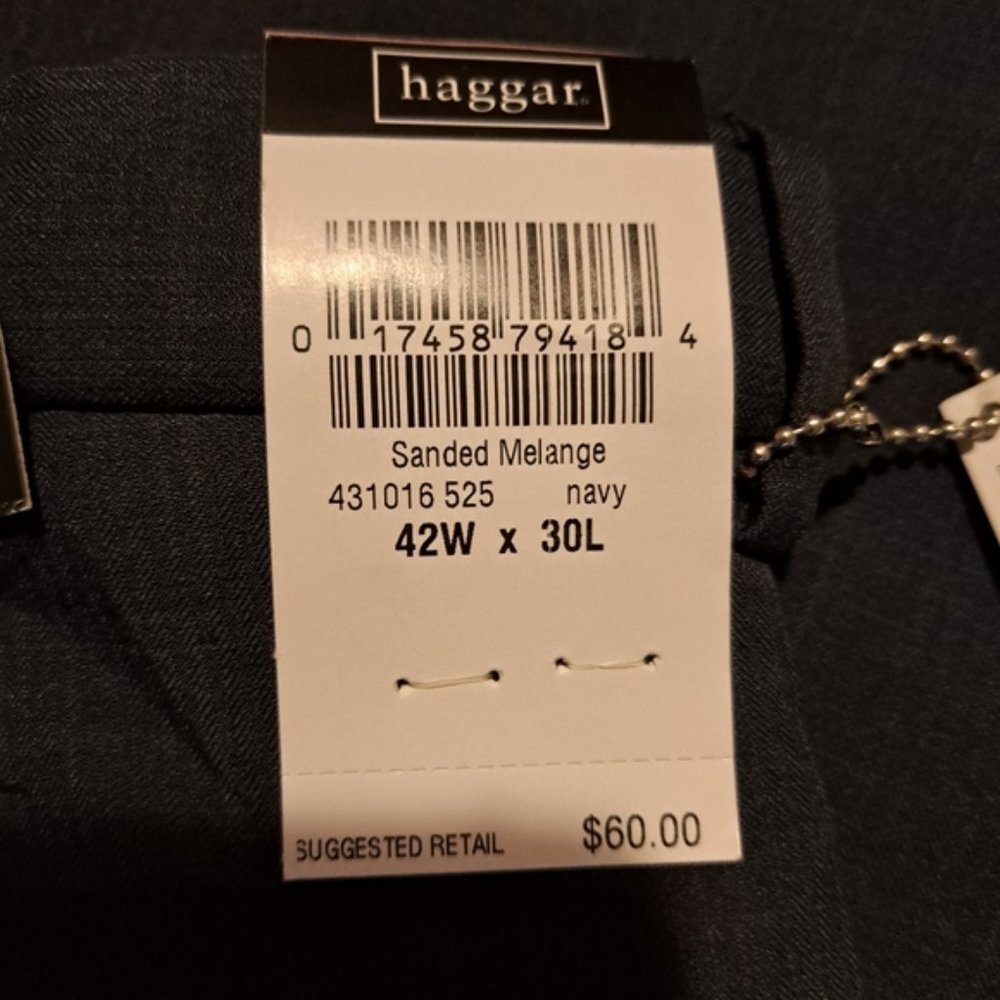 haggar
0 17458 79418 4
Sanded Melange
431016 525 navy
42W x 30L
SUGGESTED RETAIL $60.00